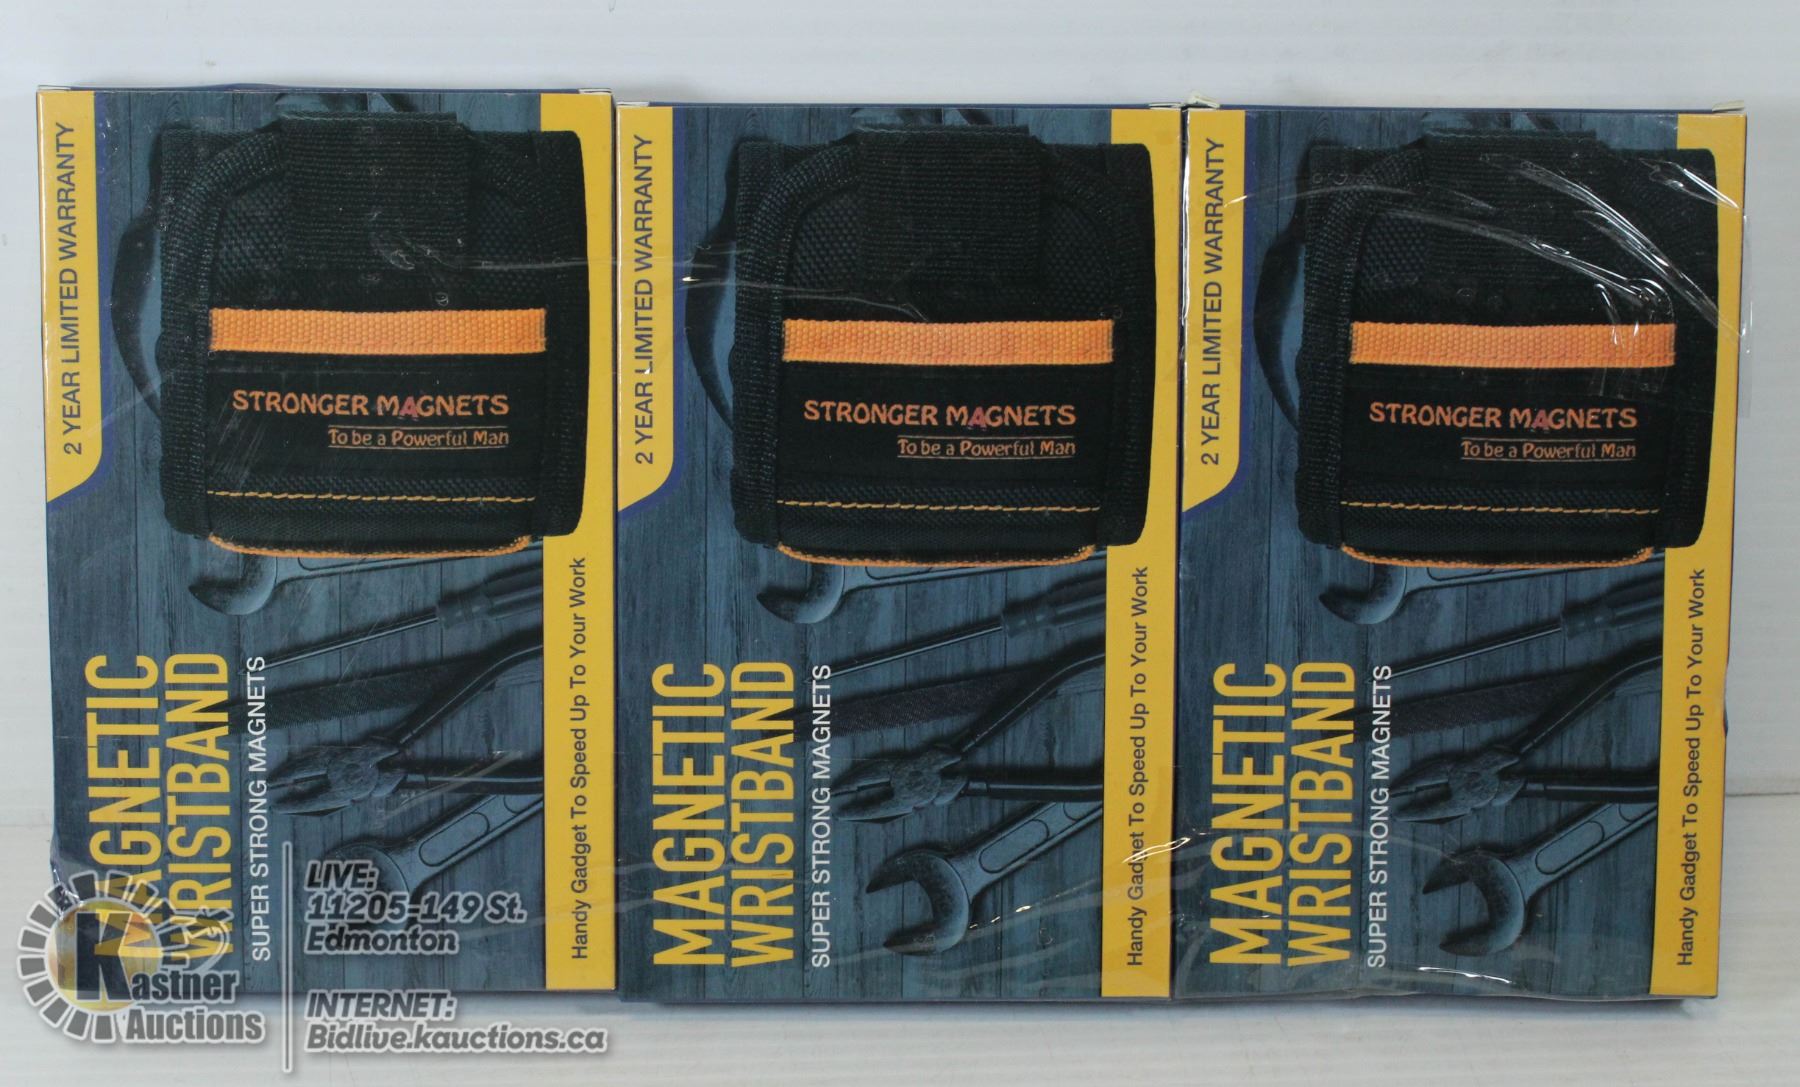 2 YEAR LIMITED WARRANTY
STRONGER MAGNETS
To be a Powerful Man
MAGNETIC
WRISTBAND
SUPER STRONG MAGNETS
Handy Gadget To Speed Up To Your Work
2 YEAR LIMITED WARRANTY
STRONGER MAGNETS
To be a Powerful Man
MAGNETIC
WRISTBAND
SUPER STRONG MAGNETS
Handy Gadget To Speed Up To Your Work
2 YEAR LIMITED WARRANTY
STRONGER MAGNETS
To be a Powerful Man
MAGNETIC
WRISTBAND
SUPER STRONG MAGNETS
Handy Gadget To Speed Up To Your Work
K
Kastner
Auctions
LIVE:
11205-149 St.
Edmonton
INTERNET:
Bidlive.kauctions.ca